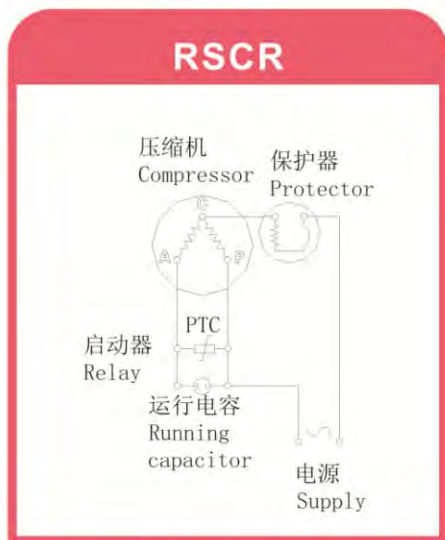 RSCR
压缩机
Compressor
保护器
Protector
C
A
P
PTC
启动器
Relay
运行电容
Running
capacitor
电源
Supply